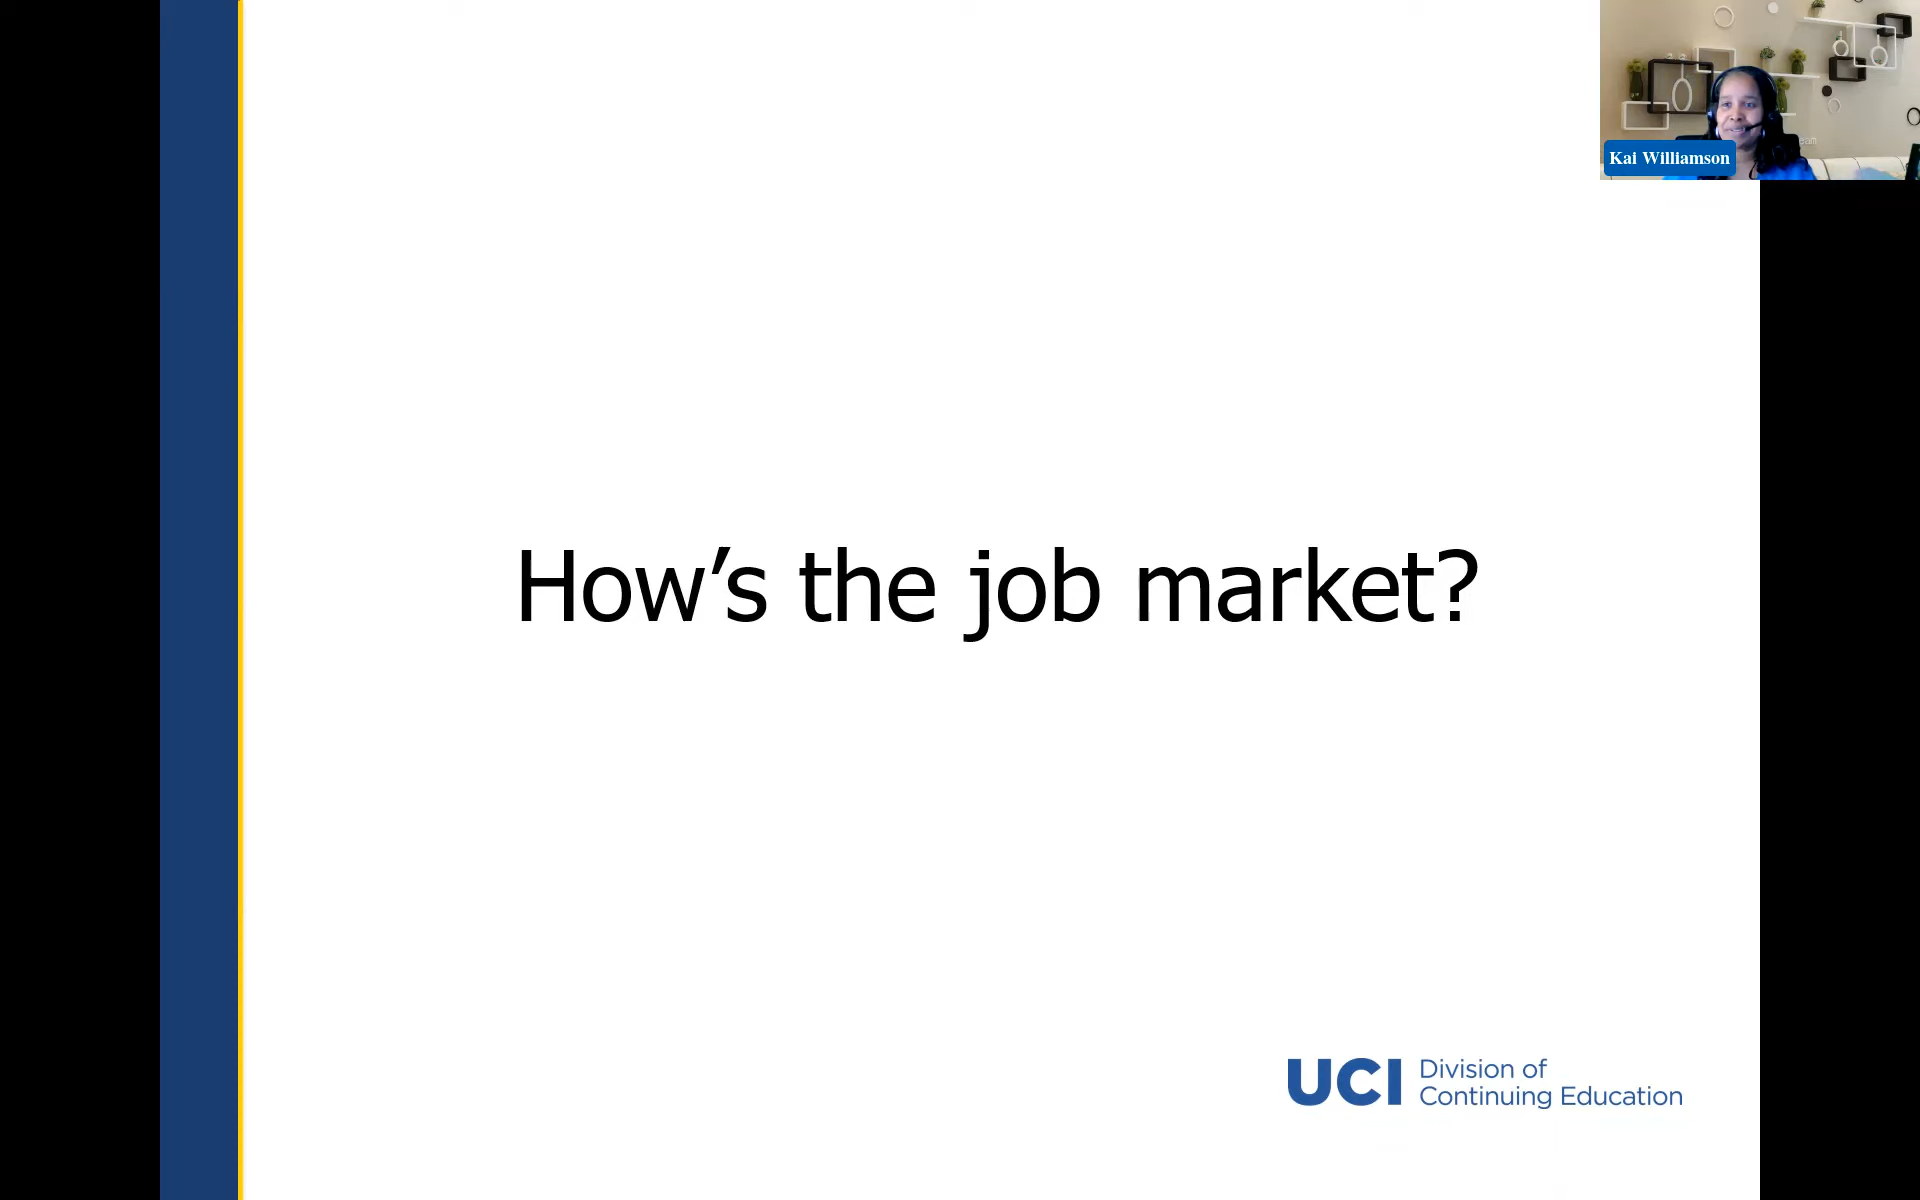 Kai Williamson
How’s the job market?
UCI Division of
Continuing Education